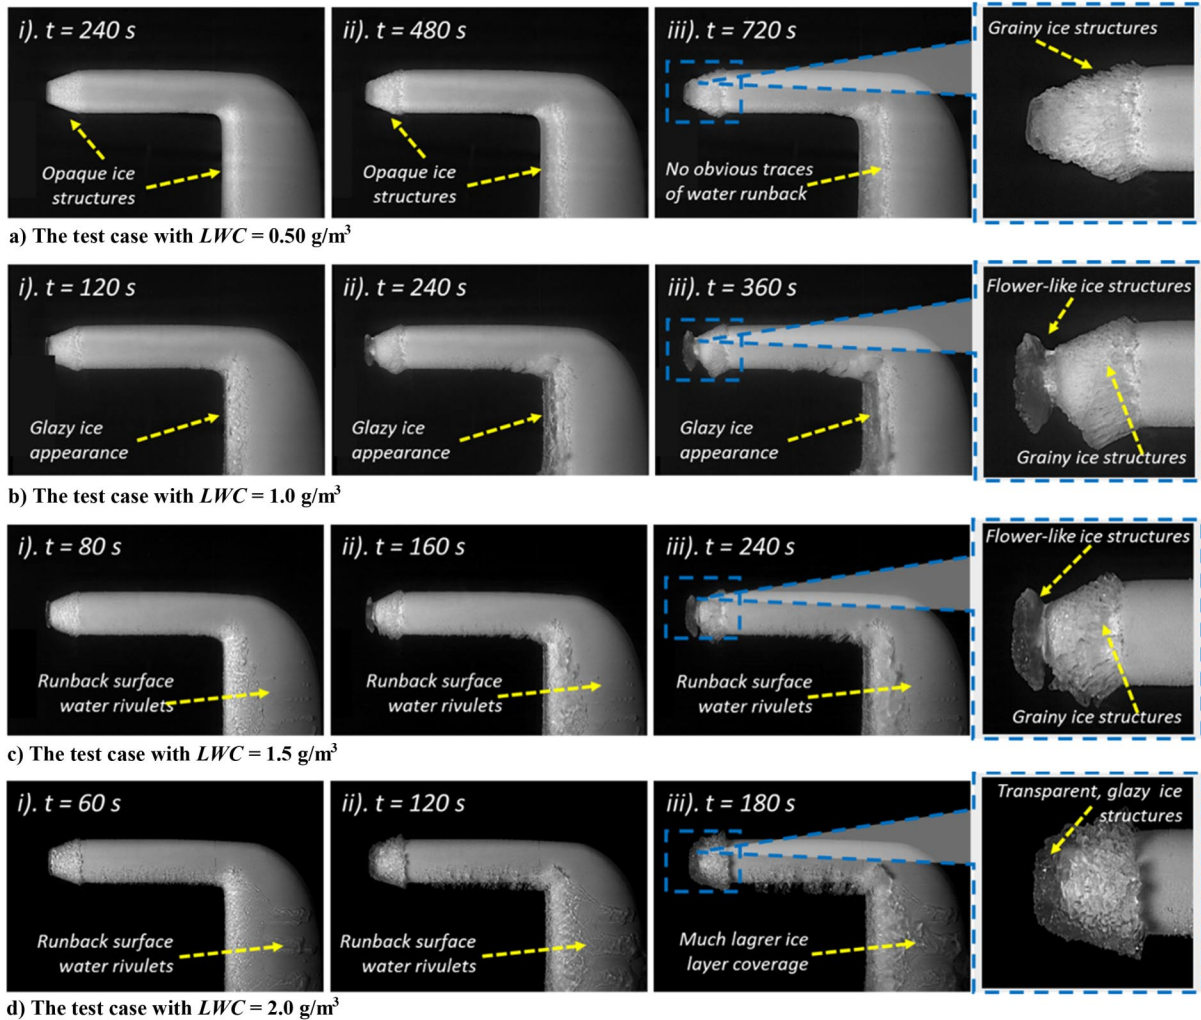 i). t = 240 s
ii). t = 480 s
iii). t = 720 s
Grainy ice structures
Opaque ice
structures
Opaque ice
structures
No obvious traces
of water runback
a) The test case with LWC = 0.50 g/m³
i). t = 120 s
ii). t = 240 s
iii). t = 360 s
Flower-like ice structures
Glazy ice
appearance
Glazy ice
appearance
Glazy ice
appearance
Grainy ice structures
b) The test case with LWC = 1.0 g/m³
i). t = 80 s
ii). t = 160 s
iii). t = 240 s
Flower-like ice structures
Runback surface
water rivulets
Runback surface
water rivulets
Runback surface
water rivulets
Grainy ice structures
c) The test case with LWC = 1.5 g/m³
i). t = 60 s
ii). t = 120 s
iii). t = 180 s
Transparent, glazy ice
structures
Runback surface
water rivulets
Runback surface
water rivulets
Much lagrer ice
layer coverage
d) The test case with LWC = 2.0 g/m³